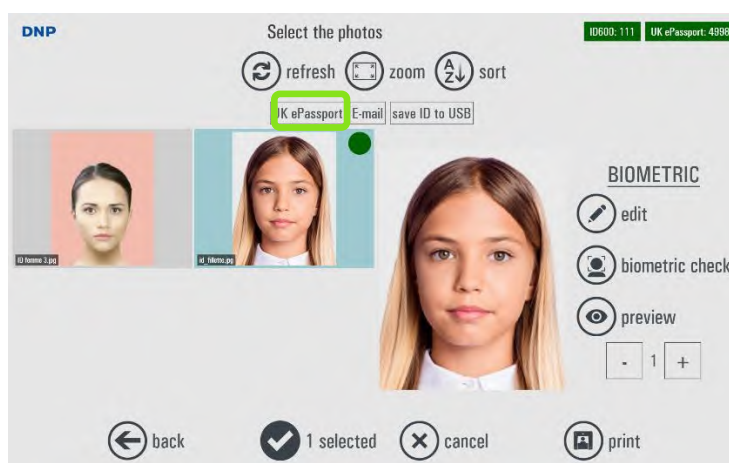 DNP
Select the photos
ID600: 111
UK ePassport: 4998
refresh
zoom
A
Z
sort
UK ePassport
E-mail
save ID to USB
ID femme 3.jpg
id_fillette.jpg
BIOMETRIC
edit
biometric check
preview
- 1 +
back
1 selected
cancel
print